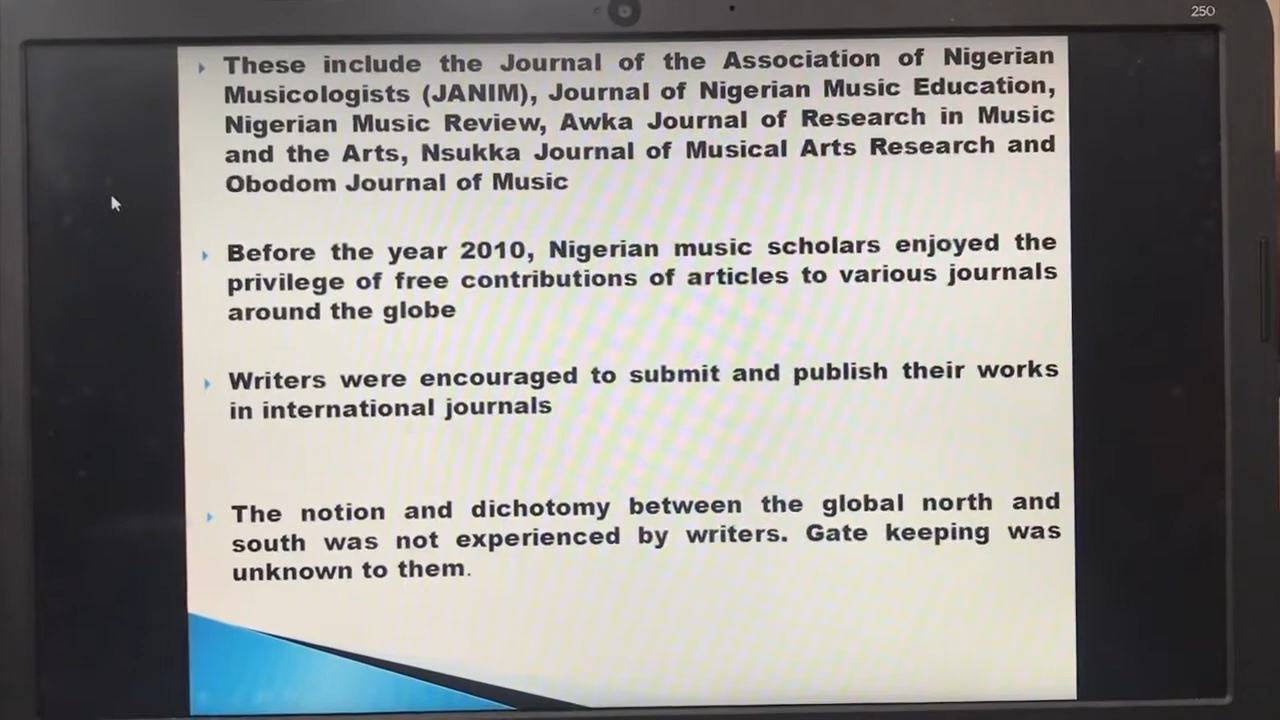 250
These include the Journal of the Association of Nigerian
Musicologists (JANIM), Journal of Nigerian Music Education,
Nigerian Music Review, Awka Journal of Research in Music
and the Arts, Nsukka Journal of Musical Arts Research and
Obodom Journal of Music
Before the year 2010, Nigerian music scholars enjoyed the
privilege of free contributions of articles to various journals
around the globe
Writers were encouraged to submit and publish their works
in international journals
The notion and dichotomy between the global north and
south was not experienced by writers. Gate keeping was
unknown to them.